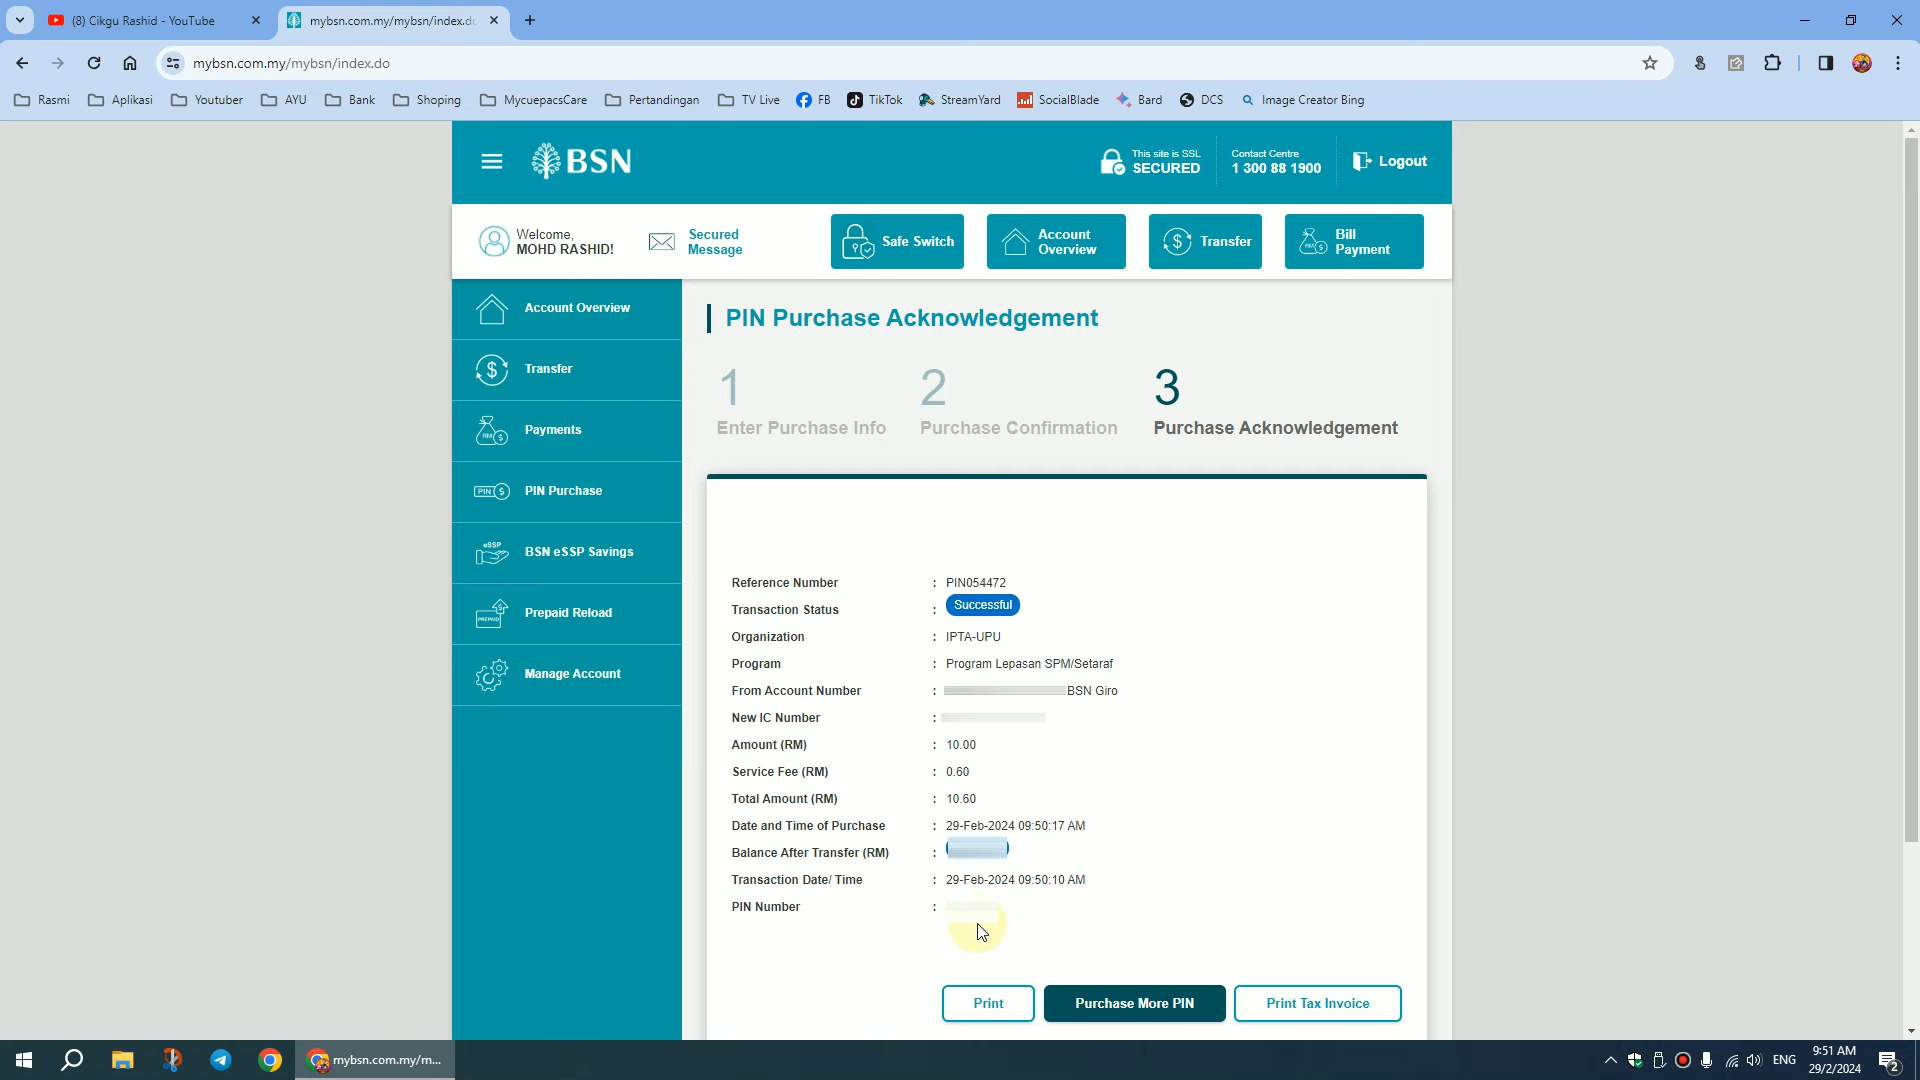 (8) Cikgu Rashid - YouTube
mybsn.com.my/mybsn/index.dc
mybsn.com.my/mybsn/index.do
Rasmi Aplikasi Youtuber AYU Bank Shoping MycuepacsCare Pertandingan TV Live FB TikTok StreamYard SocialBlade Bard DCS Image Creator Bing
BSN
This site is SSL
SECURED
Contact Centre
1 300 88 1900
Logout
Welcome,
MOHD RASHID!
Secured
Message
Safe Switch
Account
Overview
Transfer
Bill
Payment
Account Overview
Transfer
Payments
PIN $ PIN Purchase
eSSP
BSN eSSP Savings
PREPAID Prepaid Reload
Manage Account
PIN Purchase Acknowledgement
1 2 3
Enter Purchase Info Purchase Confirmation Purchase Acknowledgement
Reference Number : PIN054472
Transaction Status : Successful
Organization : IPTA-UPU
Program : Program Lepasan SPM/Setaraf
From Account Number : BSN Giro
New IC Number :
Amount (RM) : 10.00
Service Fee (RM) : 0.60
Total Amount (RM) : 10.60
Date and Time of Purchase : 29-Feb-2024 09:50:17 AM
Balance After Transfer (RM) :
Transaction Date/ Time : 29-Feb-2024 09:50:10 AM
PIN Number :
Print Purchase More PIN Print Tax Invoice
mybsn.com.my/m...
ENG
9:51 AM
29/2/2024
2